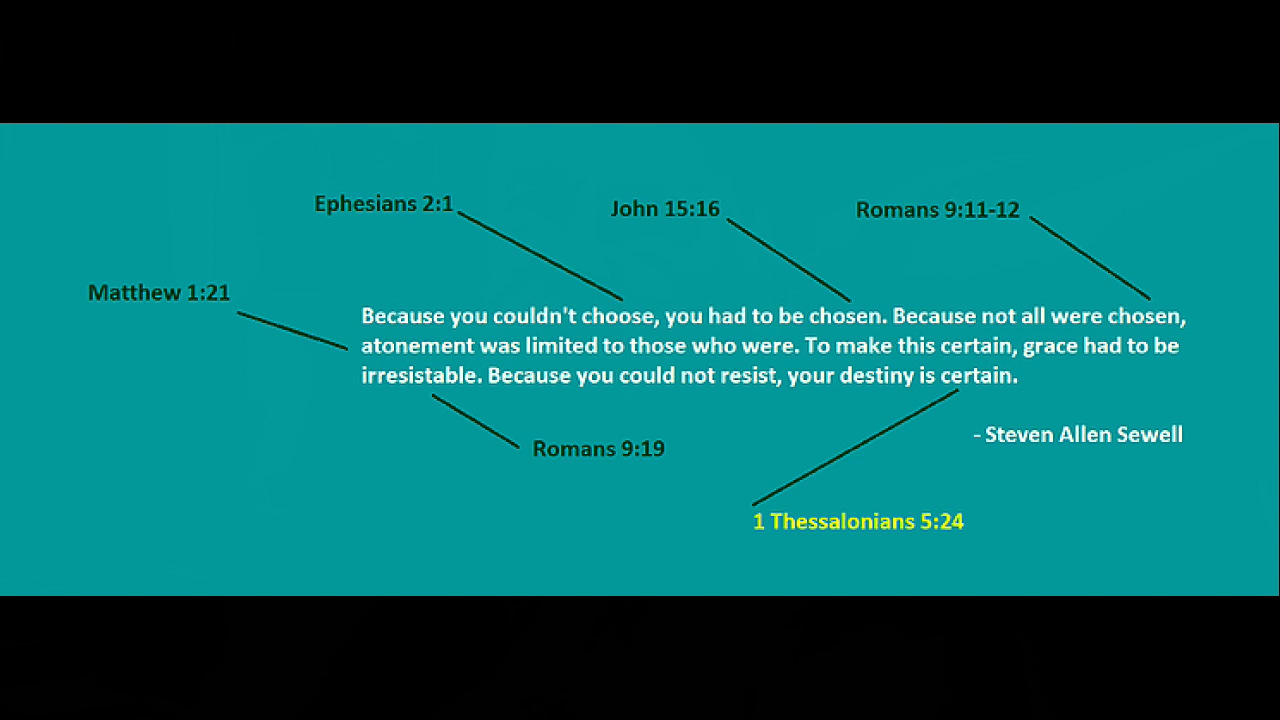 Ephesians 2:1
John 15:16
Romans 9:11-12
Matthew 1:21
Because you couldn't choose, you had to be chosen. Because not all were chosen,
atonement was limited to those who were. To make this certain, grace had to be
irresistable. Because you could not resist, your destiny is certain.
- Steven Allen Sewell
Romans 9:19
1 Thessalonians 5:24